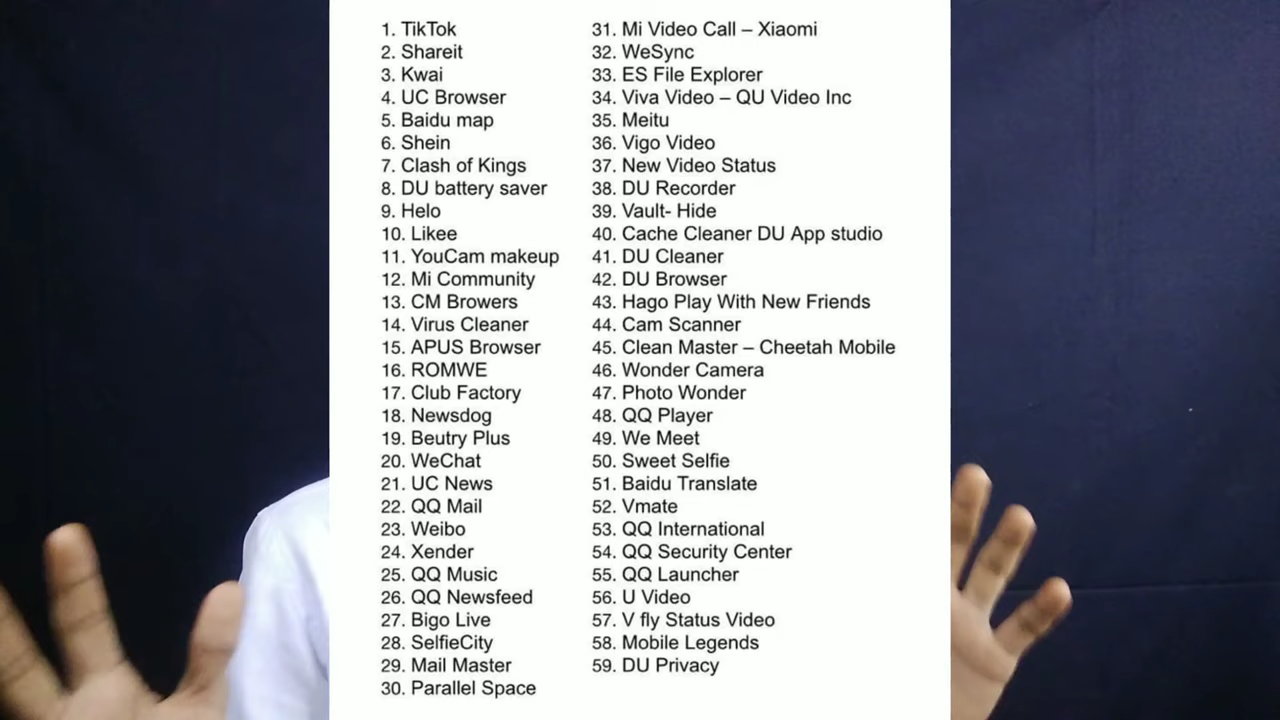 1. TikTok
2. Shareit
3. Kwai
4. UC Browser
5. Baidu map
6. Shein
7. Clash of Kings
8. DU battery saver
9. Helo
10. Likee
11. YouCam makeup
12. Mi Community
13. CM Browers
14. Virus Cleaner
15. APUS Browser
16. ROMWE
17. Club Factory
18. Newsdog
19. Beutry Plus
20. WeChat
21. UC News
22. QQ Mail
23. Weibo
24. Xender
25. QQ Music
26. QQ Newsfeed
27. Bigo Live
28. SelfieCity
29. Mail Master
30. Parallel Space
31. Mi Video Call – Xiaomi
32. WeSync
33. ES File Explorer
34. Viva Video – QU Video Inc
35. Meitu
36. Vigo Video
37. New Video Status
38. DU Recorder
39. Vault- Hide
40. Cache Cleaner DU App studio
41. DU Cleaner
42. DU Browser
43. Hago Play With New Friends
44. Cam Scanner
45. Clean Master – Cheetah Mobile
46. Wonder Camera
47. Photo Wonder
48. QQ Player
49. We Meet
50. Sweet Selfie
51. Baidu Translate
52. Vmate
53. QQ International
54. QQ Security Center
55. QQ Launcher
56. U Video
57. V fly Status Video
58. Mobile Legends
59. DU Privacy